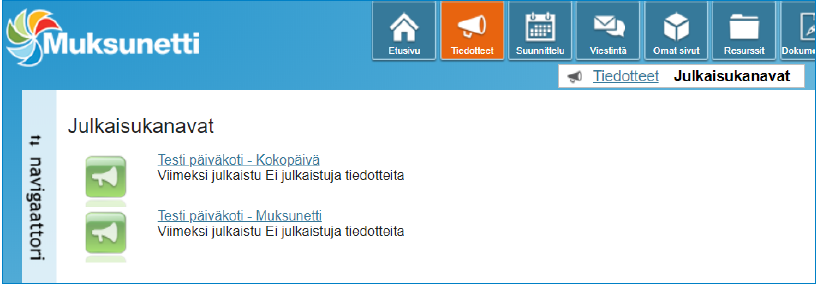 Muksunetti
Etusivu Tiedotteet Suunnittelu Viestintä Omat sivut Resurssit Dokume
Tiedotteet Julkaisukanavat
navigaattori
Julkaisukanavat
Testi päiväkoti - Kokopäivä
Viimeksi julkaistu Ei julkaistuja tiedotteita
Testi päiväkoti - Muksunetti
Viimeksi julkaistu Ei julkaistuja tiedotteita